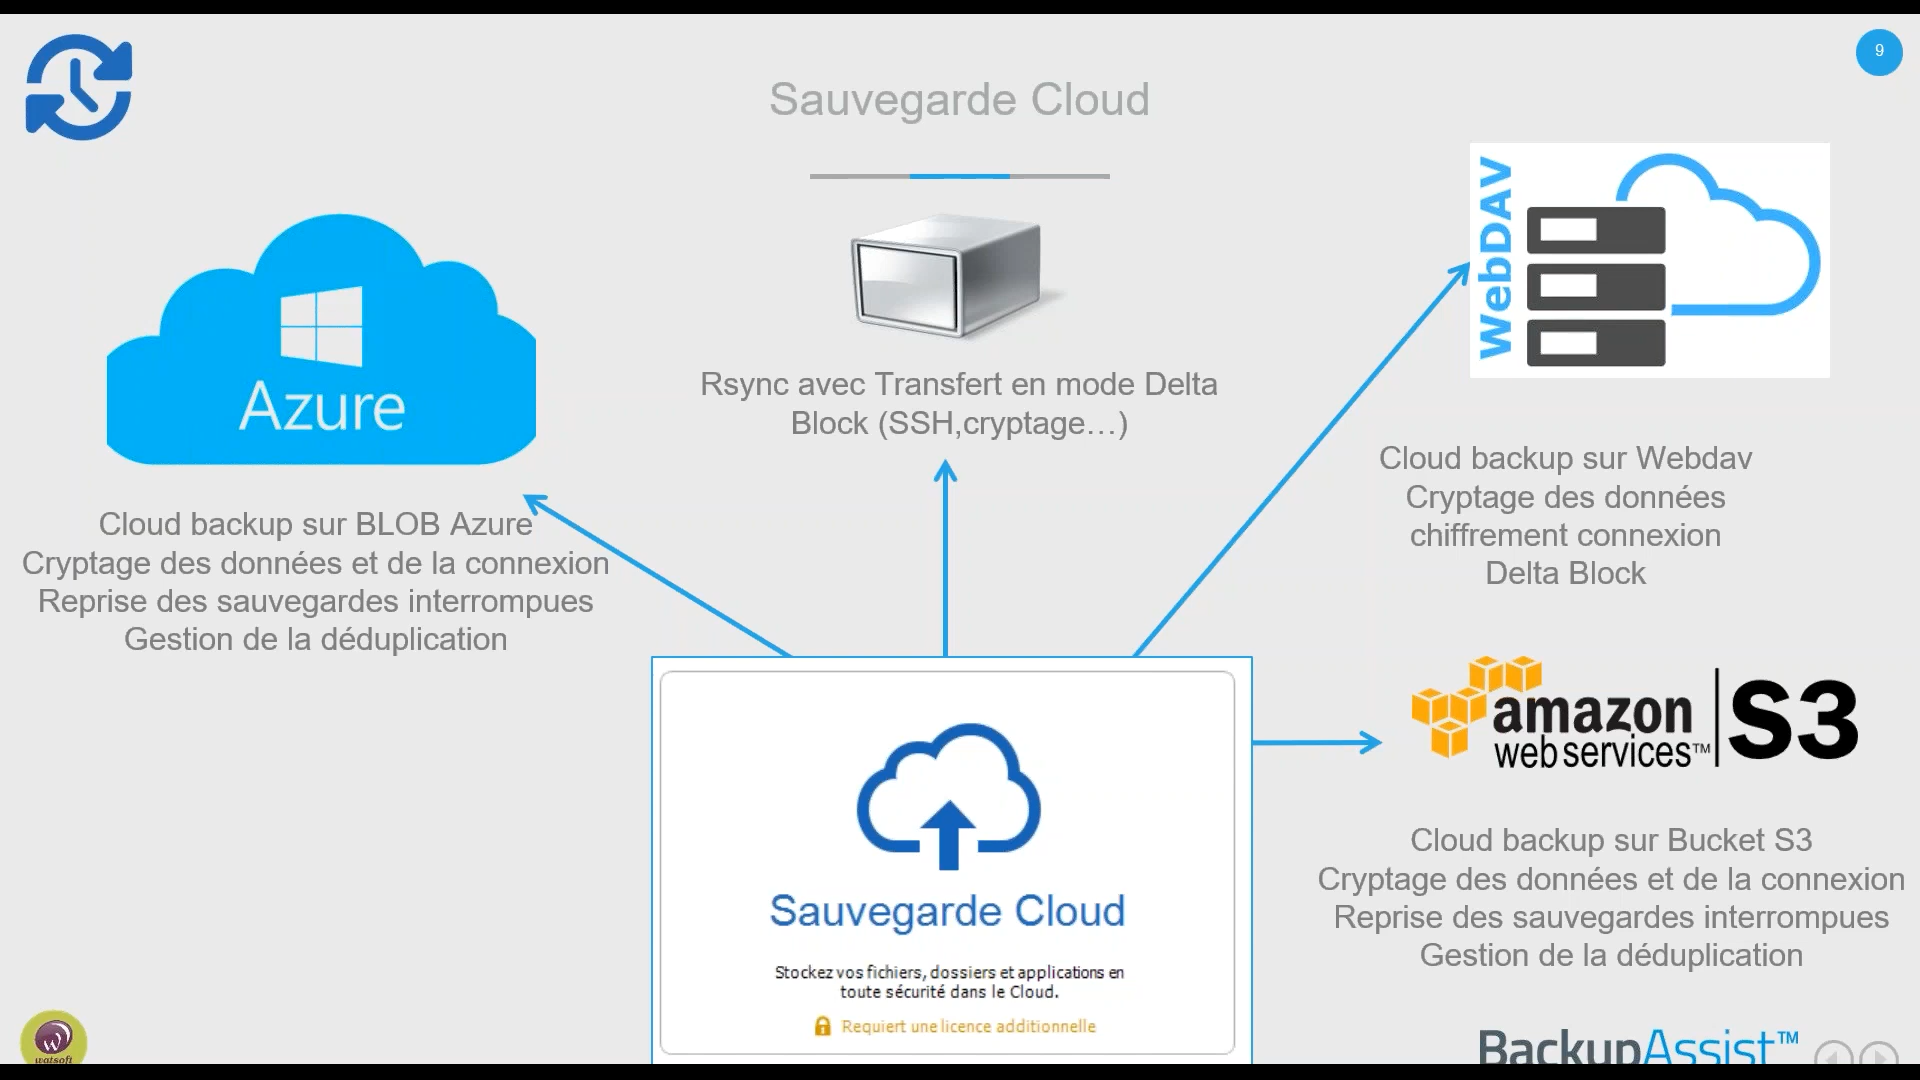 9
Sauvegarde Cloud
Azure
Cloud backup sur BLOB Azure
Cryptage des données et de la connexion
Reprise des sauvegardes interrompues
Gestion de la déduplication
Rsync avec Transfert en mode Delta
Block (SSH,cryptage…)
WebDAV
Cloud backup sur Webdav
Cryptage des données
chiffrement connexion
Delta Block
amazon
web services™
S3
Cloud backup sur Bucket S3
Cryptage des données et de la connexion
Reprise des sauvegardes interrompues
Gestion de la déduplication
Sauvegarde Cloud
Stockez vos fichiers, dossiers et applications en
toute sécurité dans le Cloud.
Requiert une licence additionnelle
watsoft
BackupAssist™